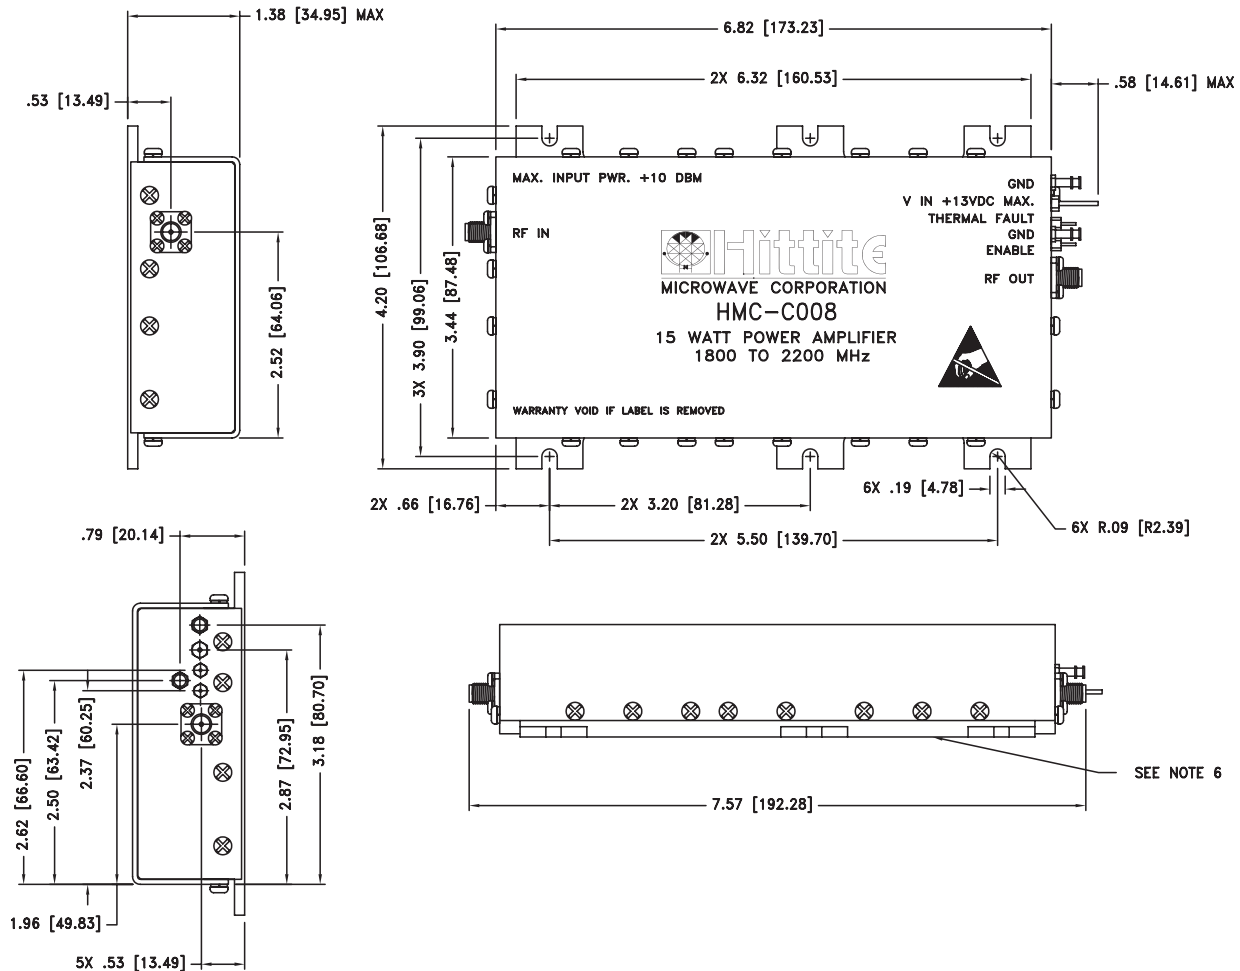 1.38 [34.95] MAX
6.82 [173.23]
2X 6.32 [160.53]
.58 [14.61] MAX
.53 [13.49]
2.52 [64.06]
4.20 [106.68]
3X 3.90 [99.06]
3.44 [87.48]
MAX. INPUT PWR. +10 DBM
RF IN
GND
V IN +13VDC MAX.
THERMAL FAULT
GND
ENABLE
RF OUT
Hittite
MICROWAVE CORPORATION
HMC-C008
15 WATT POWER AMPLIFIER
1800 TO 2200 MHz
WARRANTY VOID IF LABEL IS REMOVED
2X .66 [16.76]
2X 3.20 [81.28]
6X .19 [4.78]
2X 5.50 [139.70]
6X R.09 [R2.39]
.79 [20.14]
2.62 [66.60]
2.50 [63.42]
2.37 [60.25]
2.87 [72.95]
3.18 [80.70]
1.96 [49.83]
5X .53 [13.49]
SEE NOTE 6
7.57 [192.28]